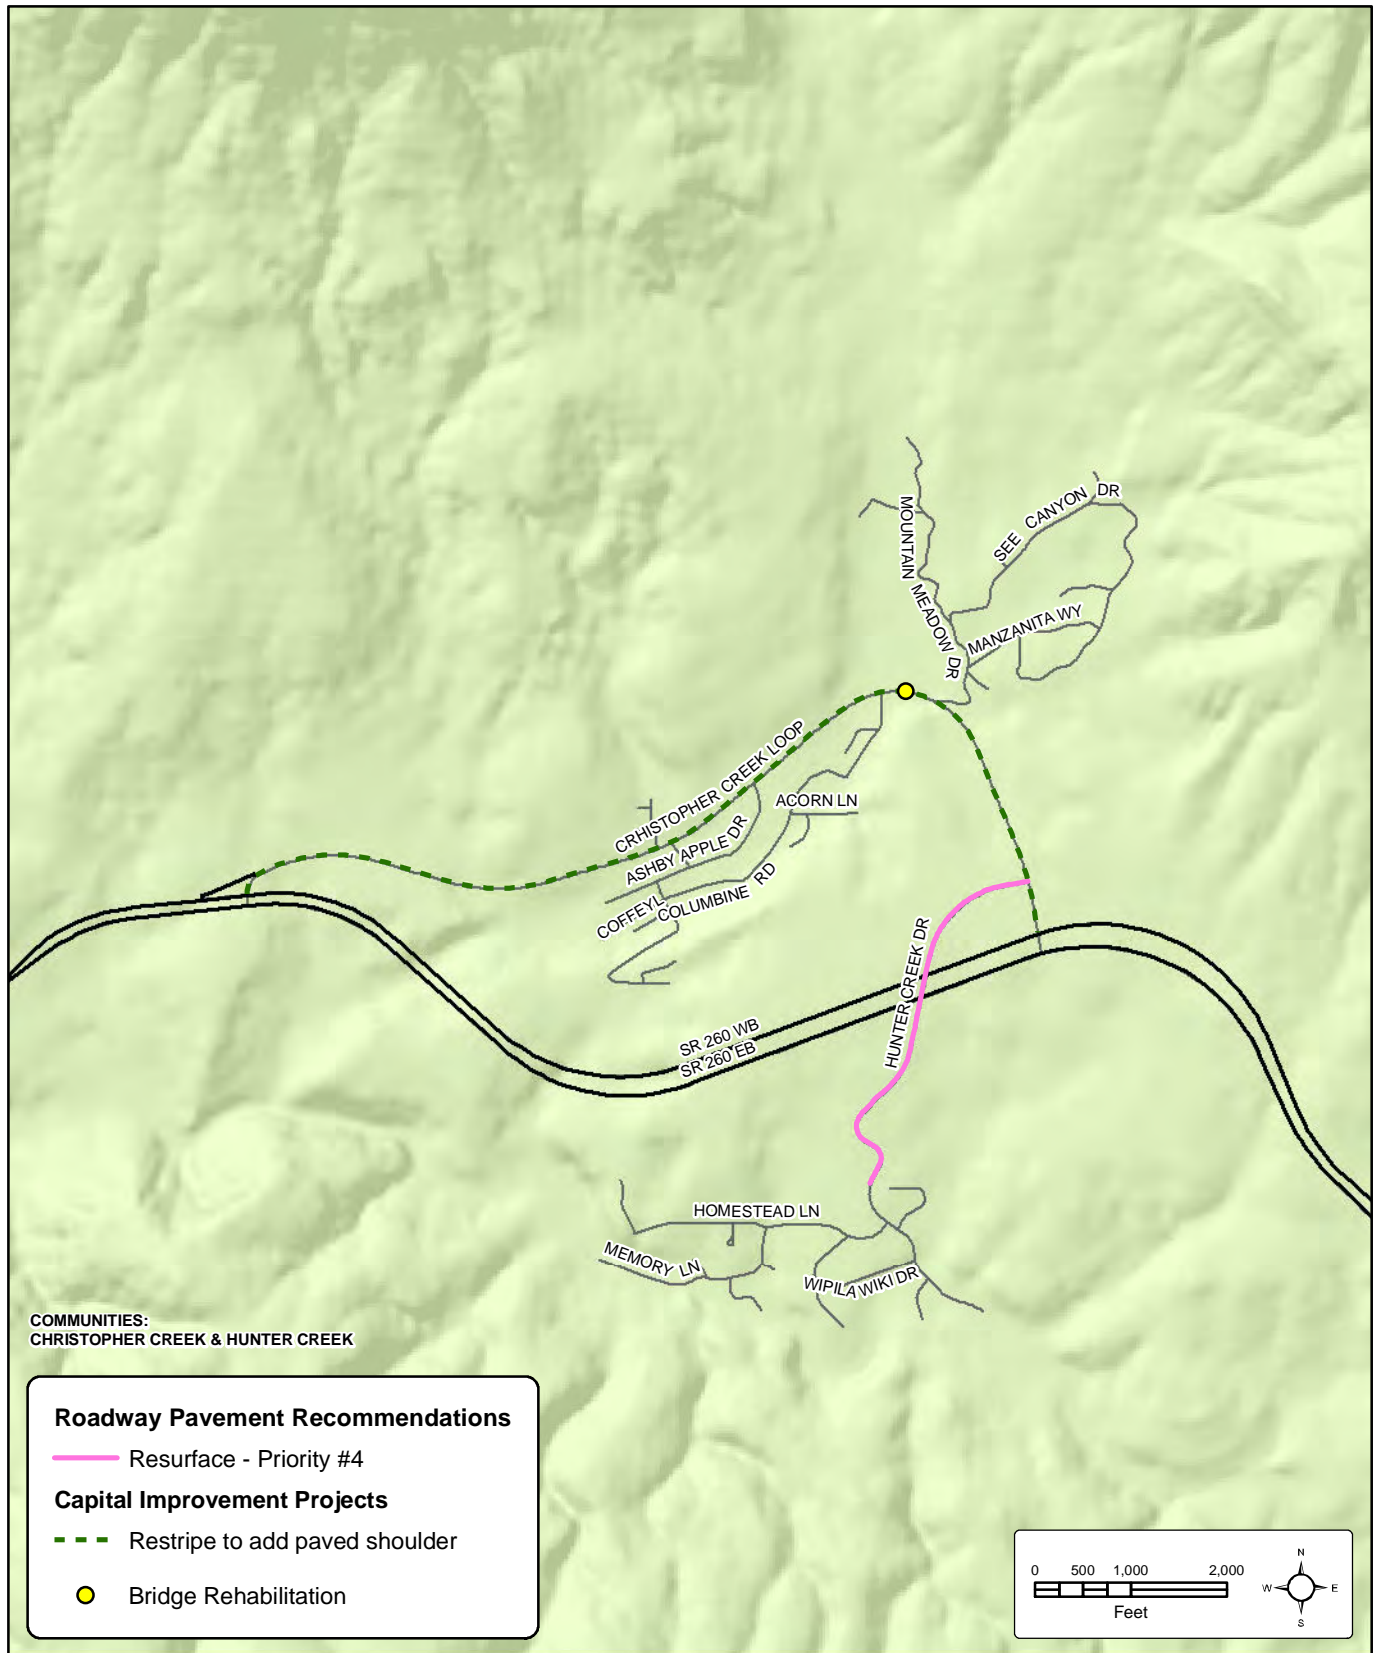 MOUNTAIN MEADOW DR
SEE CANYON DR
MANZANITA WY
CRHISTOPHER CREEK LOOP
ACORN LN
ASHBY APPLE DR
COLUMBINE RD
COFFEYL
HUNTER CREEK DR
SR 260 WB
SR 260 EB
HOMESTEAD LN
MEMORY LN
WIPILA WIKI DR
COMMUNITIES:
CHRISTOPHER CREEK & HUNTER CREEK
Roadway Pavement Recommendations
Resurface - Priority #4
Capital Improvement Projects
Restripe to add paved shoulder
Bridge Rehabilitation
0 500 1,000 2,000
Feet
N
W E
S